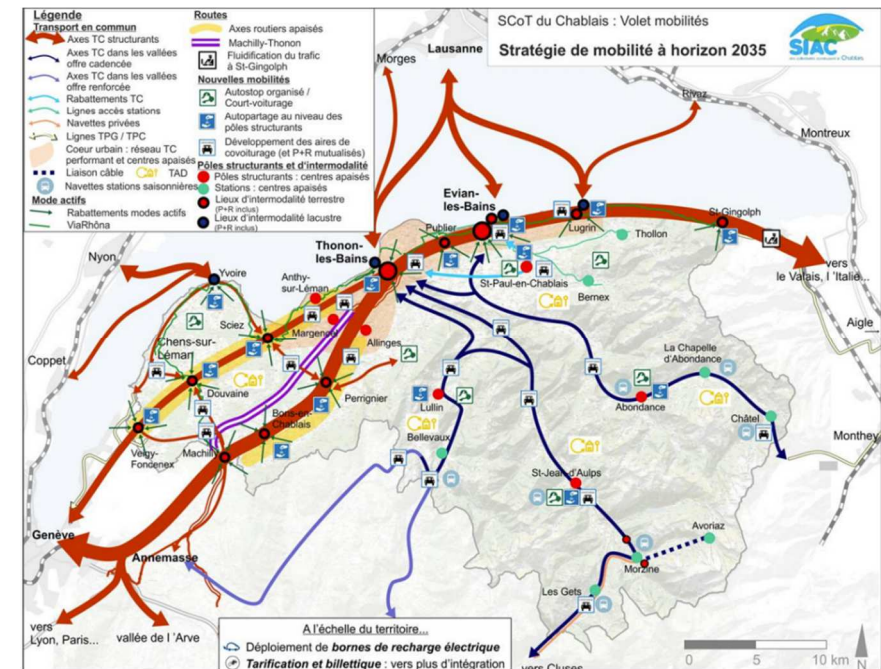 SCoT du Chablais : Volet mobilités
Stratégie de mobilité à horizon 2035
SIAC
Légende
Transport en commun
Axes TC structurants
Axes TC dans les vallées
offre cadencée
Axes TC dans les vallées
offre renforcée
Rabattements TC
Lignes accès stations
Navettes privées
Lignes TPG / TPC
Coeur urbain : réseau TC
performant et centres apaisés
Liaison câble
TAD
Navettes stations saisonnières
Mode actifs
Rabattements modes actifs
ViaRhôna
Routes
Axes routiers apaisés
Machilly-Thonon
Fluidification du trafic
à St-Gingolph
Nouvelles mobilités
Autostop organisé /
Court-voiturage
Autopartage au niveau des
pôles structurants
Développement des aires de
covoiturage (et P+R mutualisés)
Pôles structurants et d'intermodalité
Pôles structurants : centres apaisés
Stations : centres apaisés
Lieux d'intermodalité terrestre
(P+R inclus)
Lieux d'intermodalité lacustre
(P+R inclus)
Morges
Lausanne
Rivaz
Montreux
Evian-
les-Bains
Publier
Lugrin
St-Gingolph
Thollon
vers
le Valais, l 'Italie...
Thonon-
les-Bains
St-Paul-en-Chablais
Bernex
Nyon
Yvoire
Anthy-
sur-Léman
Sciez
Margencel
Allinges
Chens-sur-
Léman
Coppet
Douvaine
Perrignier
Bons-en-
Chablais
Veigy-
Foncenex
Machilly
Aigle
La Chapelle
d'Abondance
Lullin
Abondance
Châtel
Bellevaux
Monthey
St-Jean-d'Aulps
Avoriaz
Morzine
Les Gets
Genève
Annemasse
vers
Lyon, Paris...
vallée de l 'Arve
vers Cluses
A l'échelle du territoire...
Déploiement de bornes de recharge électrique
Tarification et billettique : vers plus d'intégration
0 5 10 km
N